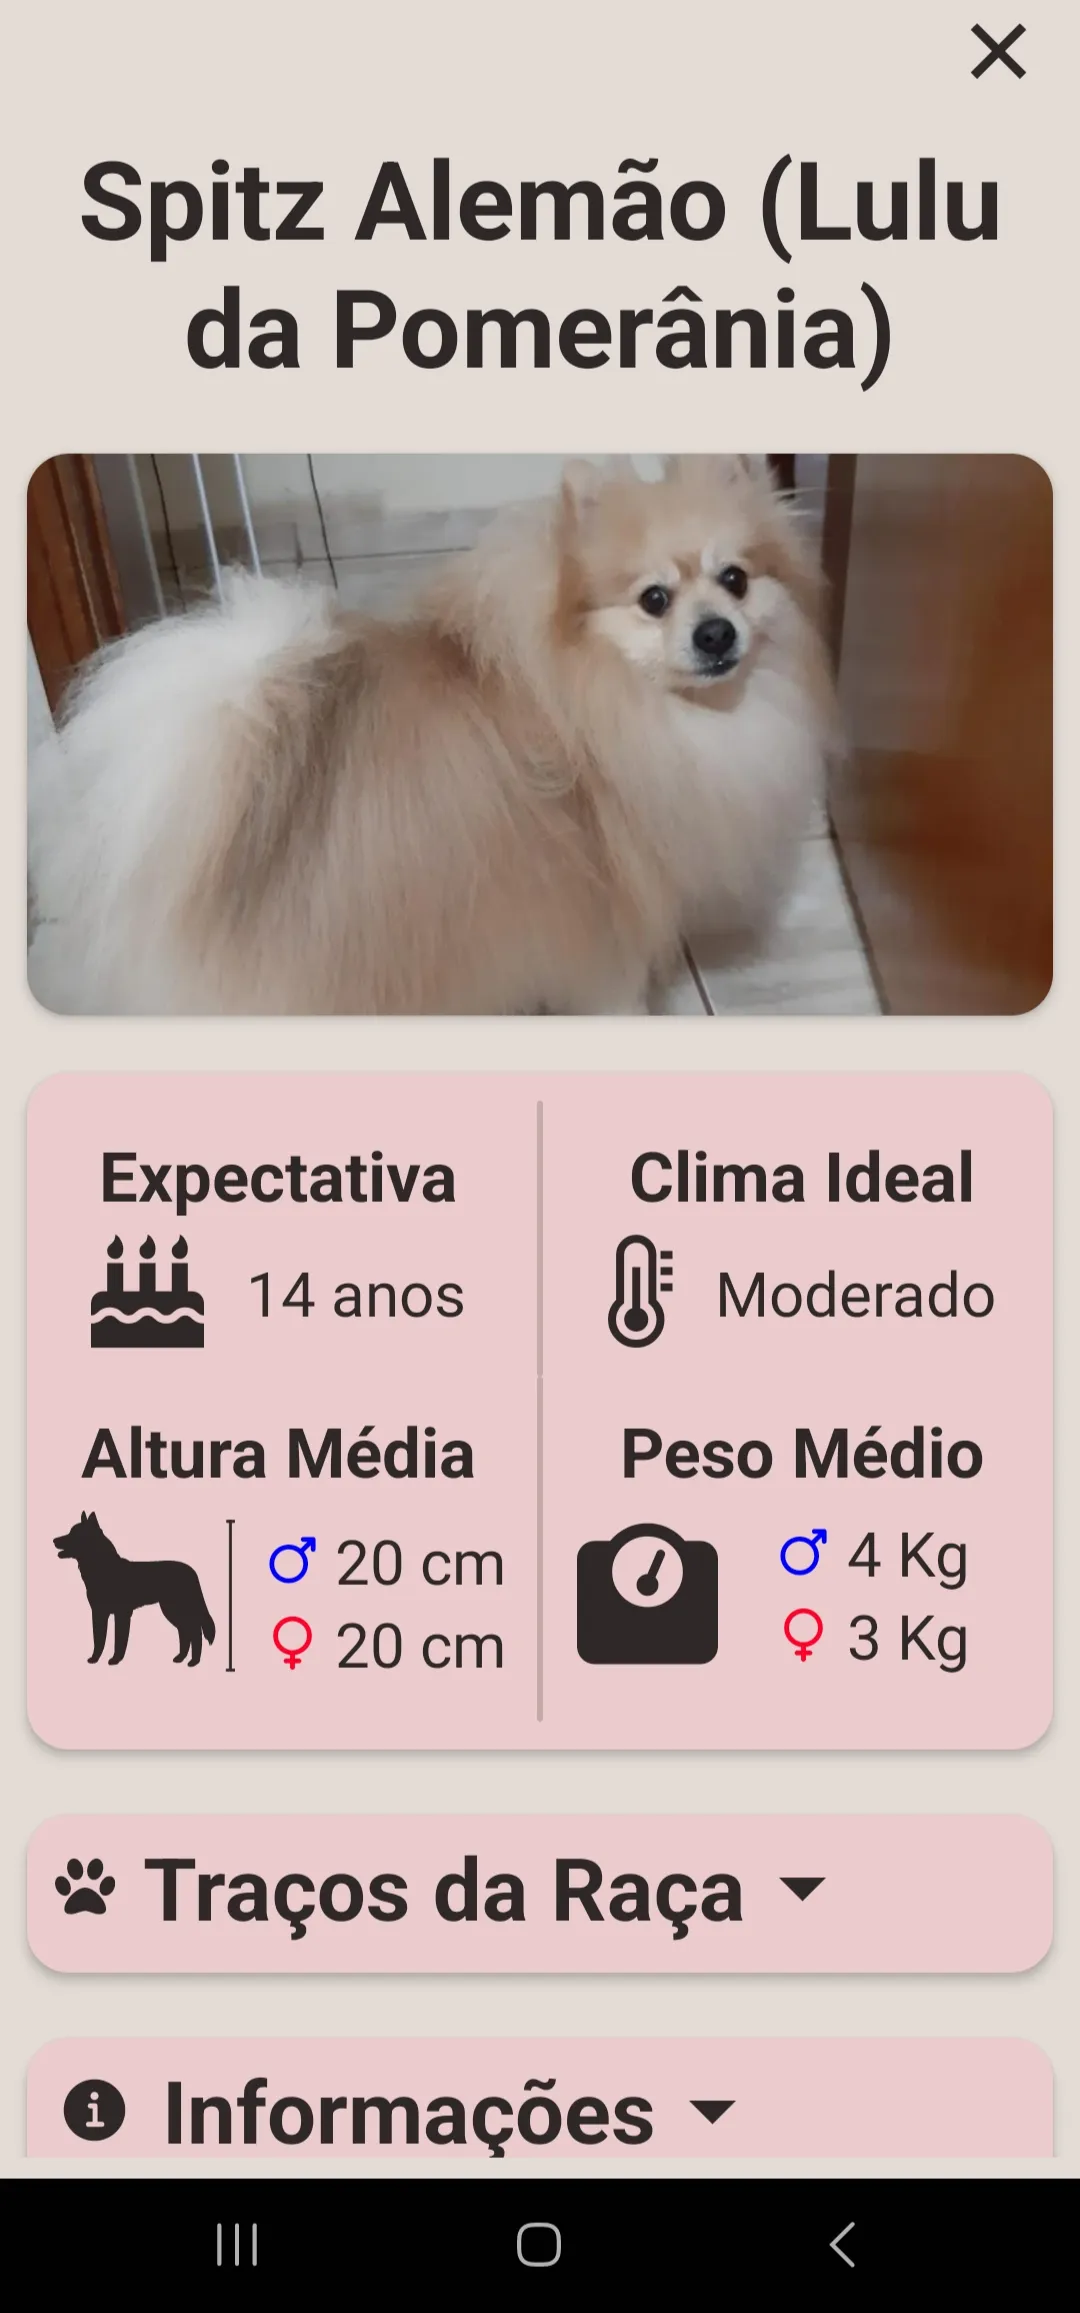 Spitz Alemão (Lulu
da Pomerânia)
Expectativa
14 anos
Clima Ideal
Moderado
Altura Média
♂ 20 cm
♀ 20 cm
Peso Médio
♂ 4 Kg
♀ 3 Kg
Traços da Raça
Informações